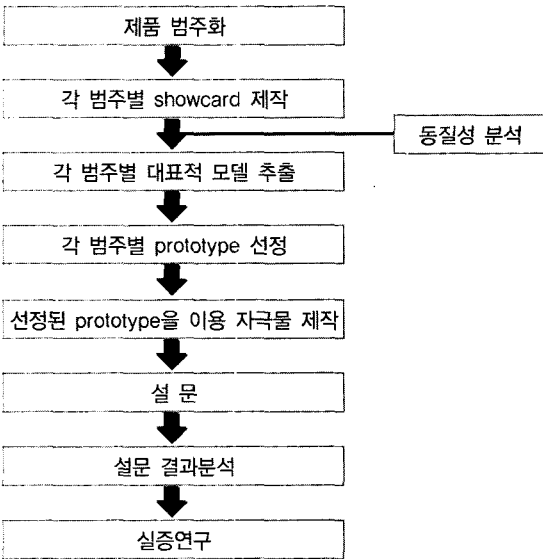 제품 범주화
각 범주별 showcard 제작
동질성 분석
각 범주별 대표적 모델 추출
각 범주별 prototype 선정
선정된 prototype을 이용 자극물 제작
설 문
설문 결과분석
실증연구